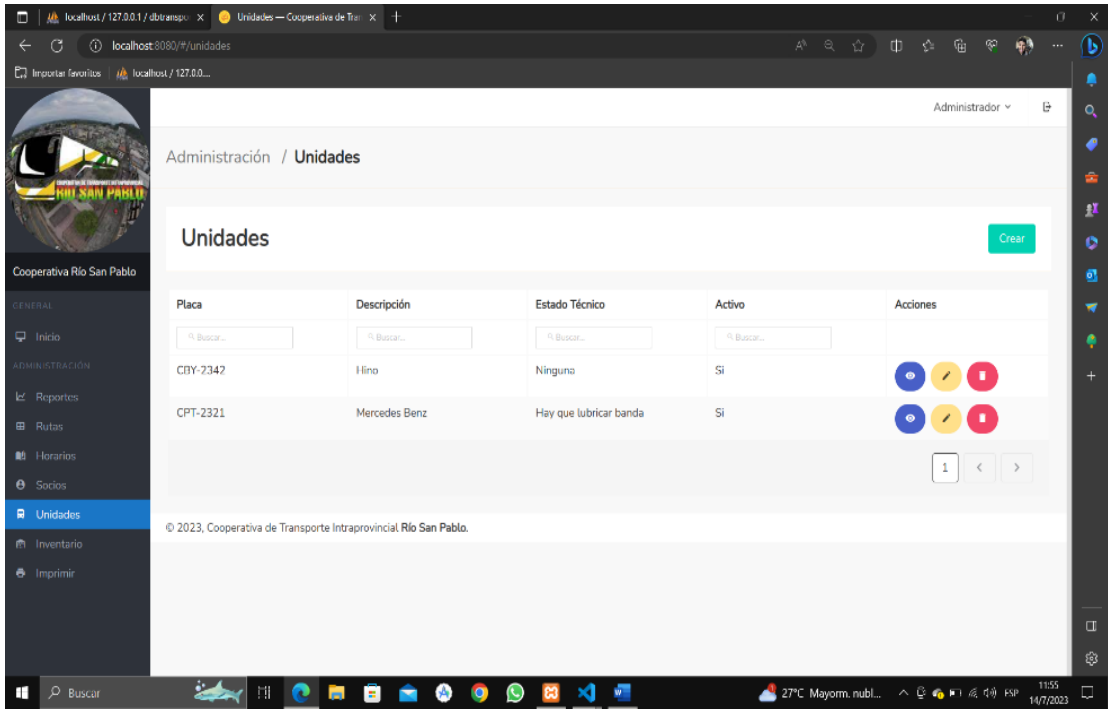 localhost / 127.0.0.1 / dbtranspo
Unidades — Cooperativa de Tran
localhost:8080/#/unidades
Importar favoritos
localhost / 127.0.0....
Administrador
Administración / Unidades
RIO SAN PABLO
Cooperativa Río San Pablo
GENERAL
Inicio
ADMINISTRACIÓN
Reportes
Rutas
Horarios
Socios
Unidades
Inventario
Imprimir
Unidades
Crear
Placa Descripción Estado Técnico Activo Acciones
Buscar... Buscar... Buscar... Buscar...
CBY-2342 Hino Ninguna Si
CPT-2321 Mercedes Benz Hay que lubricar banda Si
1
© 2023, Cooperativa de Transporte Intraprovincial Río San Pablo.
Buscar
27°C Mayorm. nubl...
ESP
11:55
14/7/2023